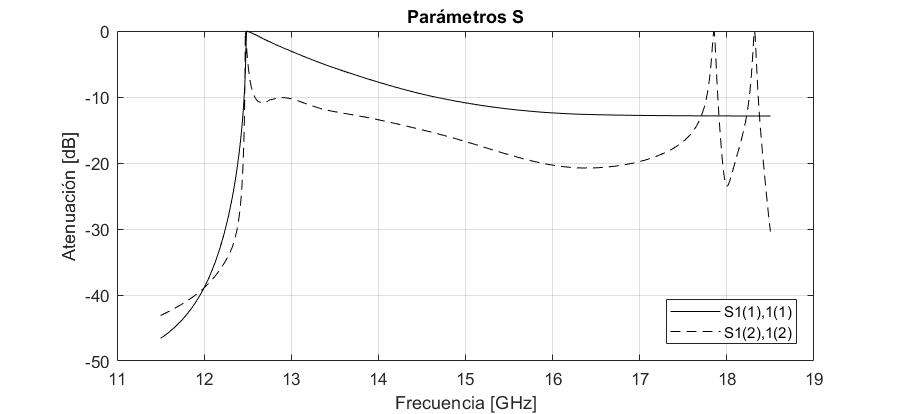 Parámetros S
0
-10
-20
-30
-40
-50
Atenuación [dB]
11 12 13 14 15 16 17 18 19
Frecuencia [GHz]
S1(1),1(1)
S1(2),1(2)